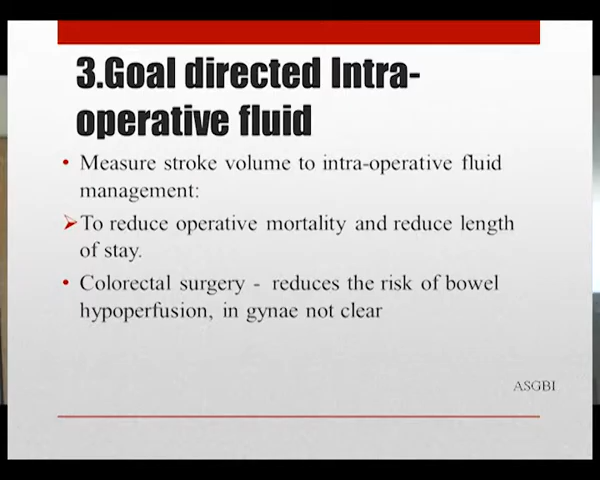 3.Goal directed Intra-
operative fluid
• Measure stroke volume to intra-operative fluid
management:
➢To reduce operative mortality and reduce length
of stay.
• Colorectal surgery - reduces the risk of bowel
hypoperfusion, in gynae not clear
ASGBI